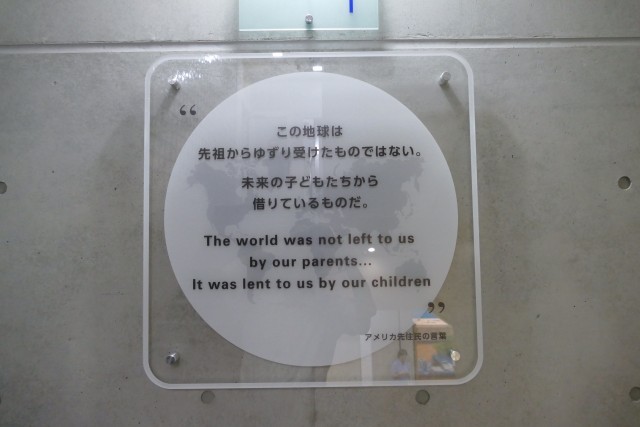 “
この地球は
先祖からゆずり受けたものではない。
未来の子どもたちから
借りているものだ。
The world was not left to us
by our parents...
It was lent to us by our children
”
アメリカ先住民の言葉